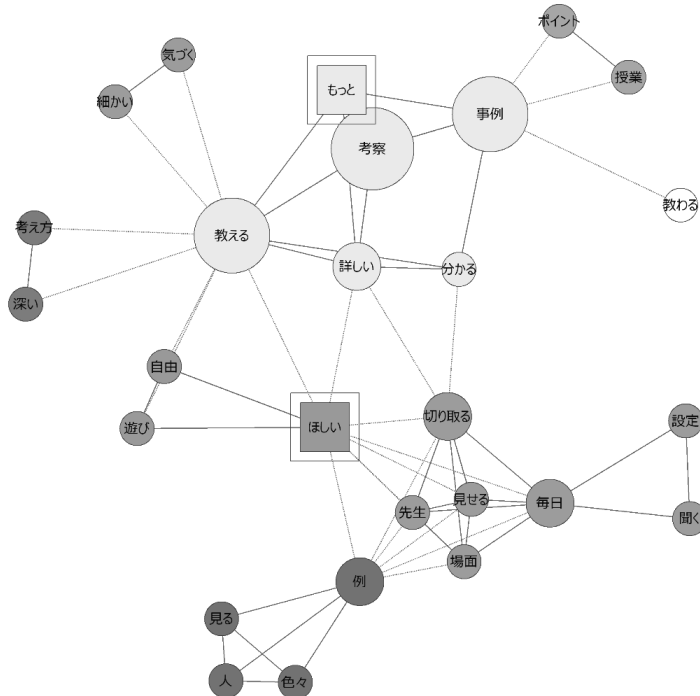 ポイント
気づく
授業
もっと
細かい
事例
考察
教わる
考え方
教える
詳しい
分かる
深い
自由
切り取る
設定
遊び
ほしい
見せる
毎日
先生
聞く
場面
例
見る
人
色々